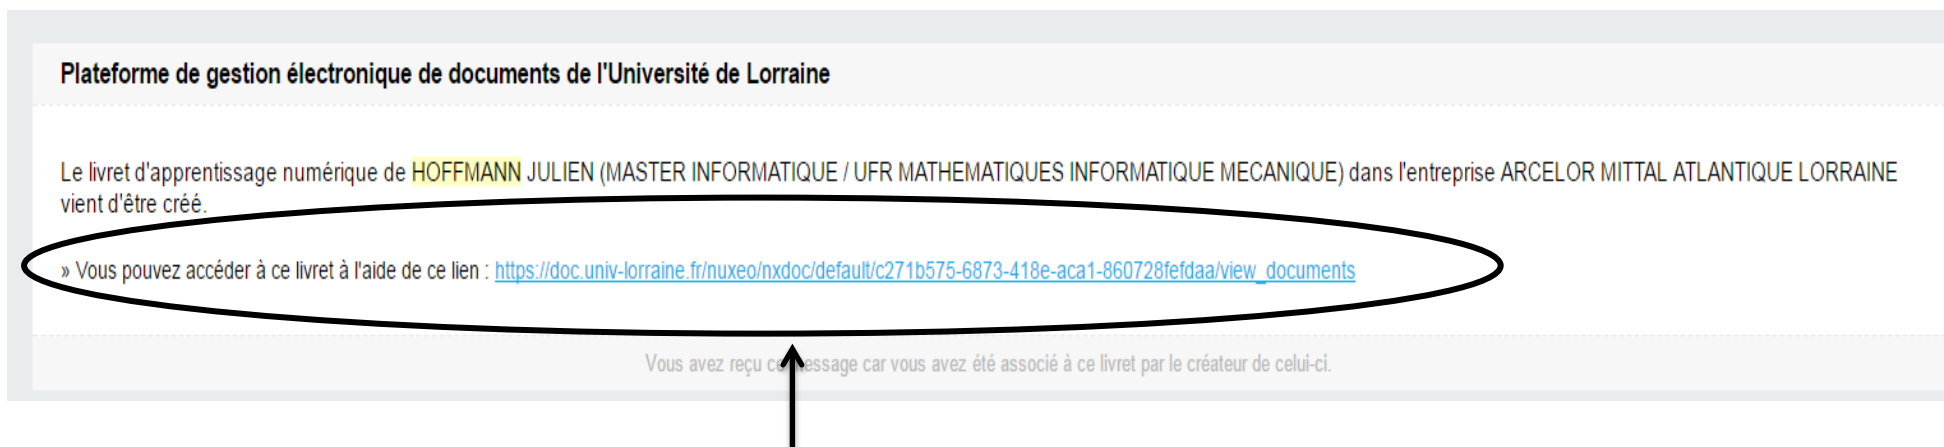 Plateforme de gestion électronique de documents de l'Université de Lorraine
Le livret d'apprentissage numérique de HOFFMANN JULIEN (MASTER INFORMATIQUE / UFR MATHEMATIQUES INFORMATIQUE MECANIQUE) dans l'entreprise ARCELOR MITTAL ATLANTIQUE LORRAINE
vient d'être créé.
» Vous pouvez accéder à ce livret à l'aide de ce lien : https://doc.univ-lorraine.fr/nuxeo/nxdoc/default/c271b575-6873-418e-aca1-860728fefdaa/view_documents
Vous avez reçu ce message car vous avez été associé à ce livret par le créateur de celui-ci.